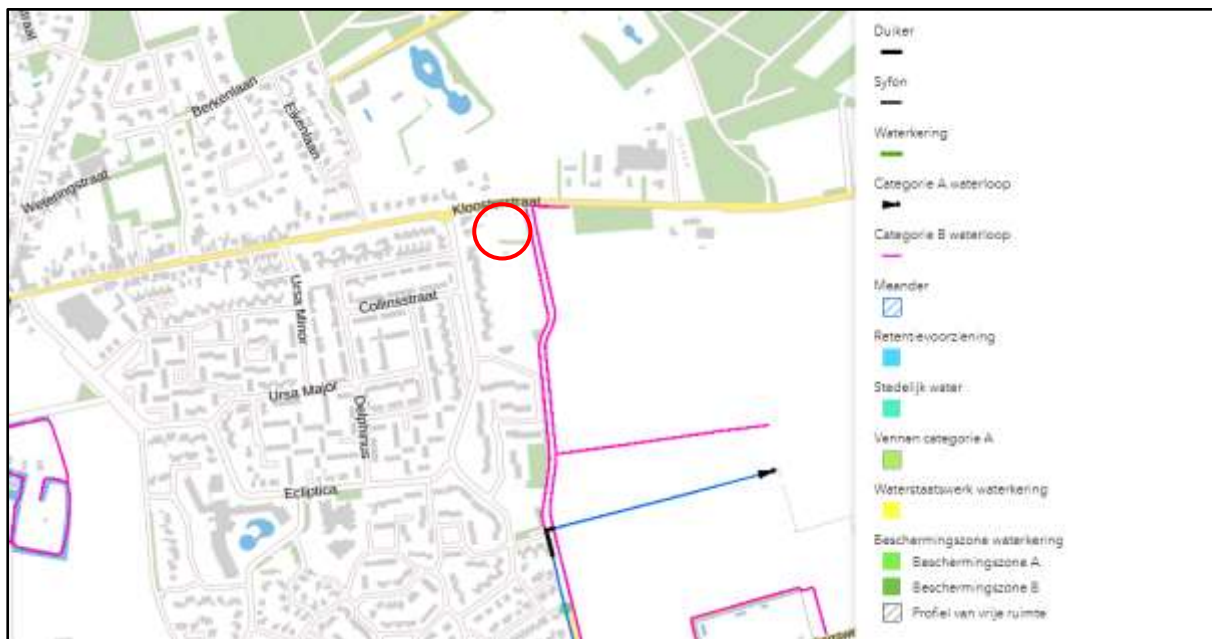 Berkenlaan
Eikenlaan
Weteringstraat
Kloosterstraat
Ursa Minor
Collinsstraat
Ursa Major
Delphinus
Ecliptica
Duiker
Syfon
Waterkering
Categorie A waterloop
Categorie B waterloop
Meander
Retentievoorziening
Stedelijk water
Vennen categorie A
Waterstaatswerk waterkering
Beschermingszone waterkering
Beschermingszone A
Beschermingszone B
Profiel van vrije ruimte